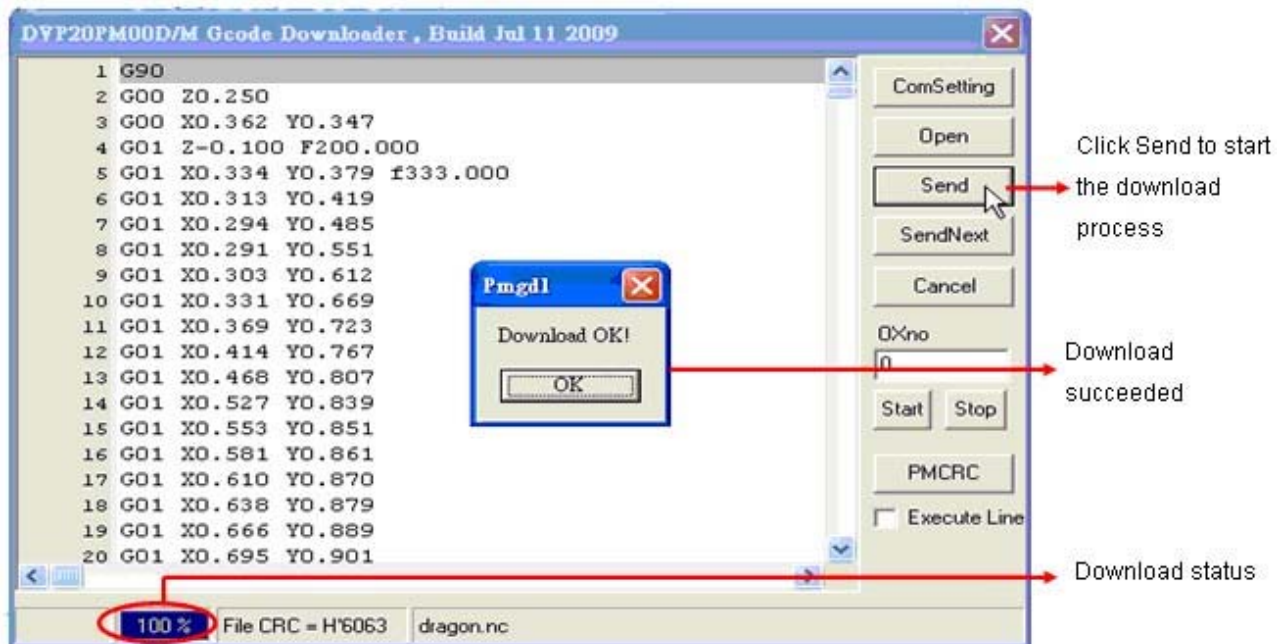 DVP20PM00D/M Gcode Downloader , Build Jul 11 2009
1 G90
2 G00 Z0.250
3 G00 X0.362 Y0.347
4 G01 Z-0.100 F200.000
5 G01 X0.334 Y0.379 f333.000
6 G01 X0.313 Y0.419
7 G01 X0.294 Y0.485
8 G01 X0.291 Y0.551
9 G01 X0.303 Y0.612
10 G01 X0.331 Y0.669
11 G01 X0.369 Y0.723
12 G01 X0.414 Y0.767
13 G01 X0.468 Y0.807
14 G01 X0.527 Y0.839
15 G01 X0.553 Y0.851
16 G01 X0.581 Y0.861
17 G01 X0.610 Y0.870
18 G01 X0.638 Y0.879
19 G01 X0.666 Y0.889
20 G01 X0.695 Y0.901
Pmgdl
Download OK!
OK
ComSetting
Open
Send
SendNext
Cancel
OXno
0
Start Stop
PMCRC
Execute Line
Click Send to start
the download
process
Download
succeeded
Download status
100 % File CRC = H'6063 dragon.nc